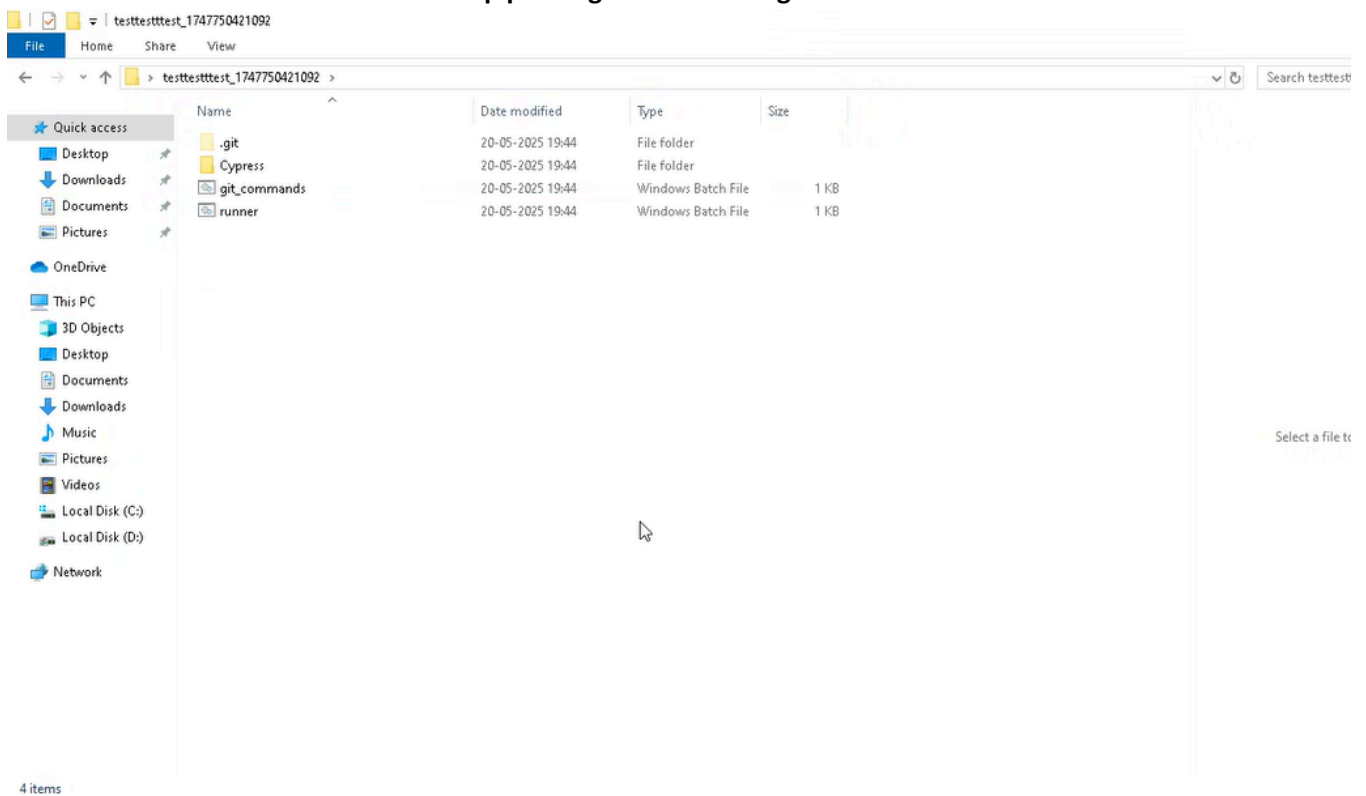 testtestttest_1747750421092
File Home Share View
testtestttest_1747750421092
Search testtest
Name Date modified Type Size
Quick access
Desktop
Downloads
Documents
Pictures
OneDrive
This PC
3D Objects
Desktop
Documents
Downloads
Music
Pictures
Videos
Local Disk (C:)
Local Disk (D:)
Network
.git 20-05-2025 19:44 File folder
Cypress 20-05-2025 19:44 File folder
git_commands 20-05-2025 19:44 Windows Batch File 1 KB
runner 20-05-2025 19:44 Windows Batch File 1 KB
Select a file to
4 items